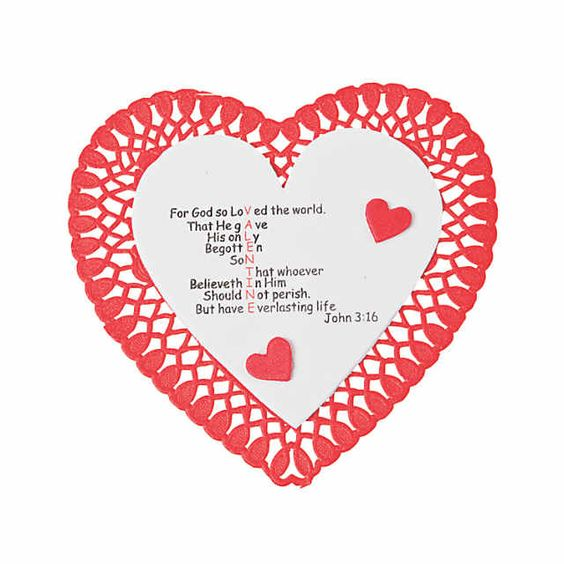 For God so LoVed the world.
That He gAve
His onLy
BegottEn
SoN
That whoever
Believeth In Him
Should Not perish.
But have Everlasting life
John 3:16